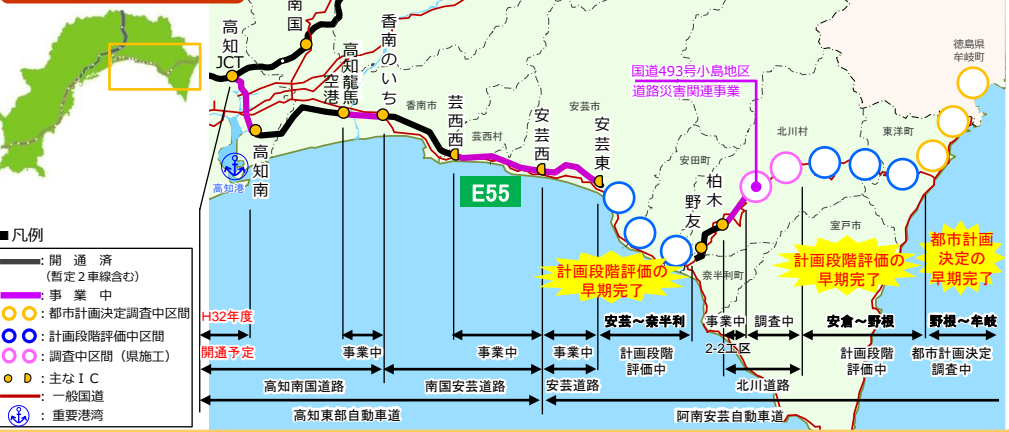 高知JCT
南国
高知龍馬空港
香南のいち
高知南
高知港
香南市
芸西西
芸西村
E55
安芸西
安芸市
安芸東
国道493号小島地区
道路災害関連事業
安田町
野友
柏木
奈半利町
北川村
室戸市
東洋町
徳島県
牟岐町
計画段階評価の
早期完了
計画段階評価の
早期完了
都市計画
決定の
早期完了
■凡例
：開　通　済
（暫定２車線含む）
：事　業　中
：都市計画決定調査中区間
：計画段階評価中区間
：調査中区間（県施工）
：主なＩＣ
：一般国道
：重要港湾
H32年度
開通予定
事業中
事業中
事業中
安芸～奈半利
計画段階
評価中
事業中
2-2工区
調査中
安倉～野根
計画段階
評価中
野根～牟岐
都市計画決定
調査中
高知南国道路
南国安芸道路
安芸道路
北川道路
高知東部自動車道
阿南安芸自動車道